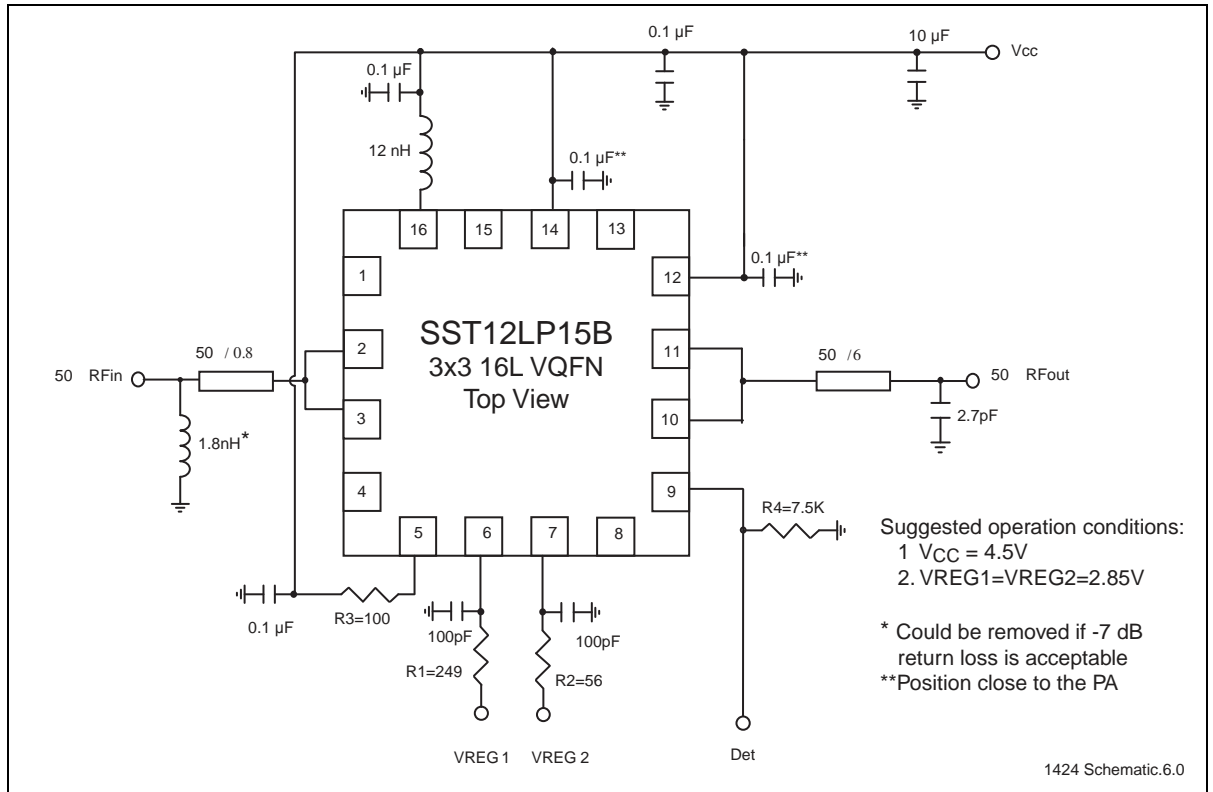 0.1 µF
10 µF
Vcc
0.1 µF
12 nH
0.1 µF**
16
15
14
13
1
12
0.1 µF**
SST12LP15B
3x3 16L VQFN
Top View
2
11
50 / 0.8
50 /6
50 RFin
50 RFout
3
10
2.7pF
1.8nH*
4
9
R4=7.5K
5
6
7
8
Suggested operation conditions:
1 VCC = 4.5V
2. VREG1=VREG2=2.85V
0.1 µF
R3=100
100pF
100pF
R1=249
R2=56
* Could be removed if -7 dB
return loss is acceptable
**Position close to the PA
VREG 1
VREG 2
Det
1424 Schematic.6.0